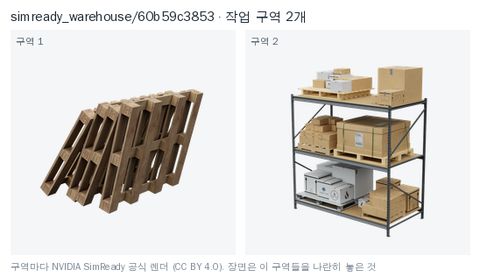 simready_warehouse/60b59c3853 · 작업 구역 2개
구역 1
구역 2
구역마다 NVIDIA SimReady 공식 렌더 (CC BY 4.0). 장면은 이 구역들을 나란히 놓은 것